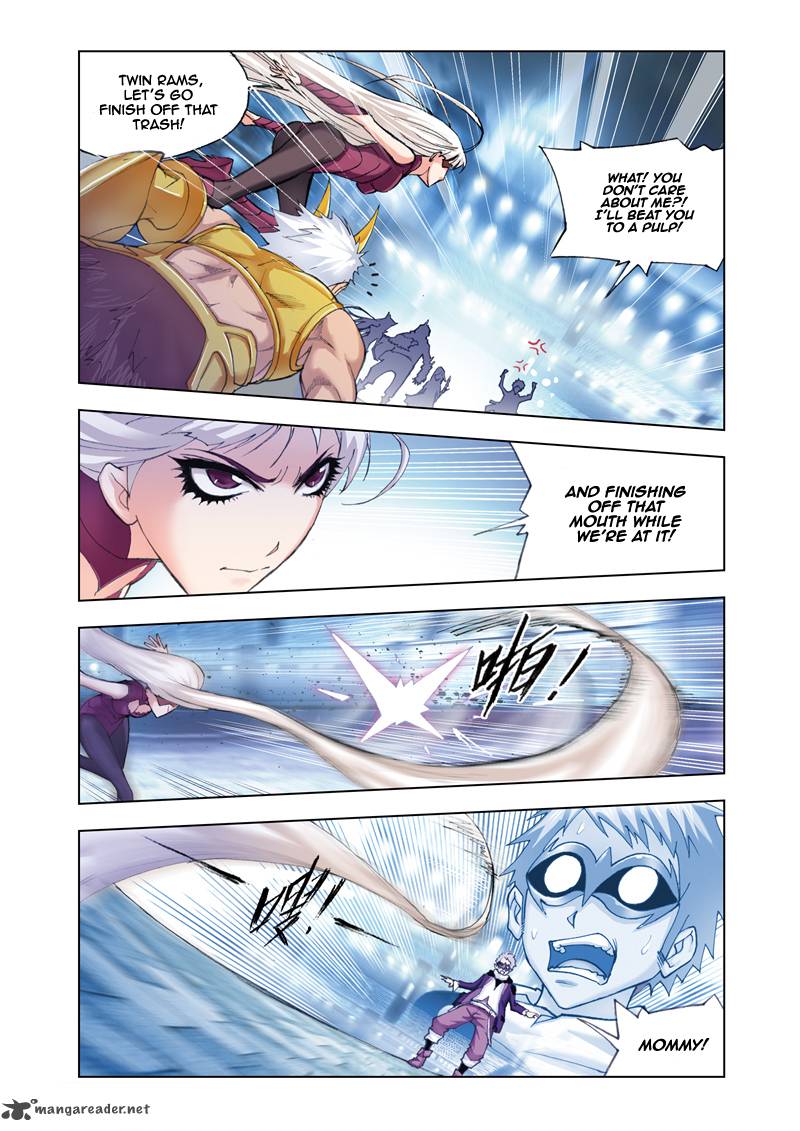 TWIN RAMS,
LET'S GO
FINISH OFF THAT
TRASH!
WHAT! YOU
DON'T CARE
ABOUT ME?!
I'LL BEAT YOU
TO A PULP!
AND FINISHING
OFF THAT
MOUTH WHILE
WE'RE AT IT!
啪!
MOMMY!
mangareader.net